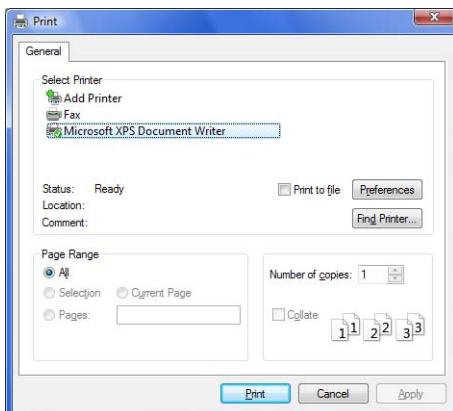 Print
General
Select Printer
Add Printer
Fax
Microsoft XPS Document Writer
Status: Ready
Location:
Comment:
Print to file
Preferences
Find Printer...
Page Range
All
Selection
Current Page
Pages:
Number of copies: 1
Collate
1 1 2 2 3 3
Print
Cancel
Apply